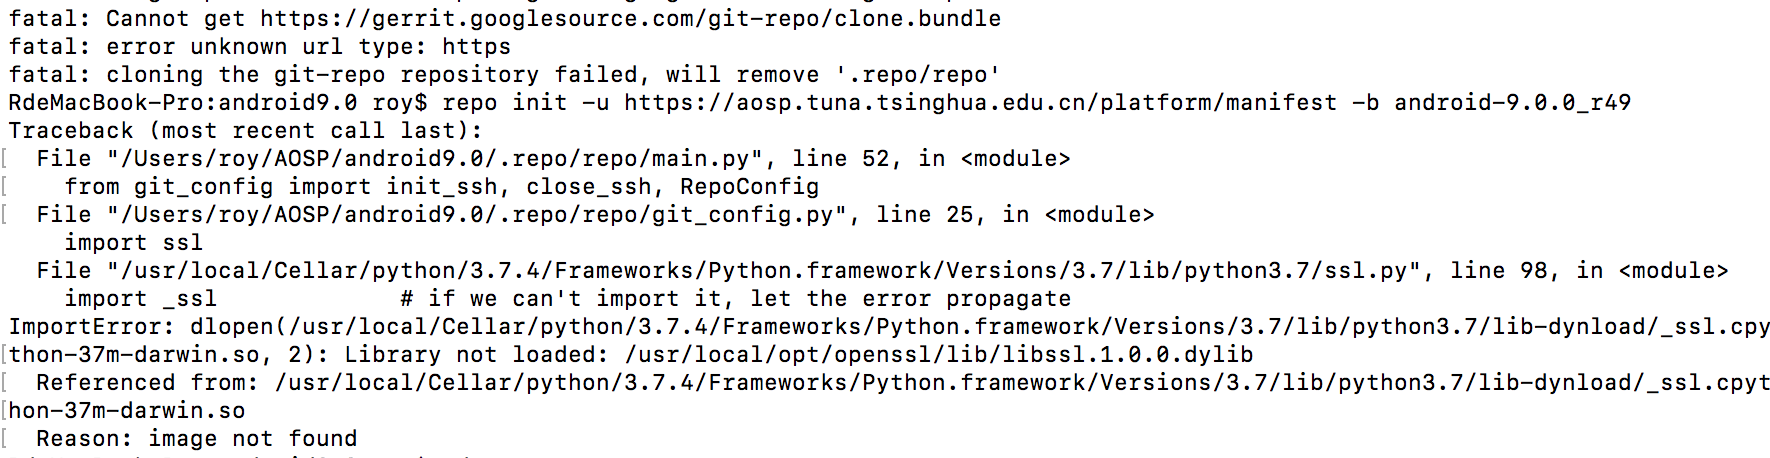 fatal: Cannot get https://gerrit.googlesource.com/git-repo/clone.bundle
fatal: error unknown url type: https
fatal: cloning the git-repo repository failed, will remove '.repo/repo'
RdeMacBook-Pro:android9.0 roy$ repo init -u https://aosp.tuna.tsinghua.edu.cn/platform/manifest -b android-9.0.0_r49
Traceback (most recent call last):
[  File "/Users/roy/AOSP/android9.0/.repo/repo/main.py", line 52, in <module>
[    from git_config import init_ssh, close_ssh, RepoConfig
[  File "/Users/roy/AOSP/android9.0/.repo/repo/git_config.py", line 25, in <module>
    import ssl
  File "/usr/local/Cellar/python/3.7.4/Frameworks/Python.framework/Versions/3.7/lib/python3.7/ssl.py", line 98, in <module>
    import _ssl             # if we can't import it, let the error propagate
ImportError: dlopen(/usr/local/Cellar/python/3.7.4/Frameworks/Python.framework/Versions/3.7/lib/python3.7/lib-dynload/_ssl.cpy
[thon-37m-darwin.so, 2): Library not loaded: /usr/local/opt/openssl/lib/libssl.1.0.0.dylib
[  Referenced from: /usr/local/Cellar/python/3.7.4/Frameworks/Python.framework/Versions/3.7/lib/python3.7/lib-dynload/_ssl.cpyt
[hon-37m-darwin.so
[  Reason: image not found